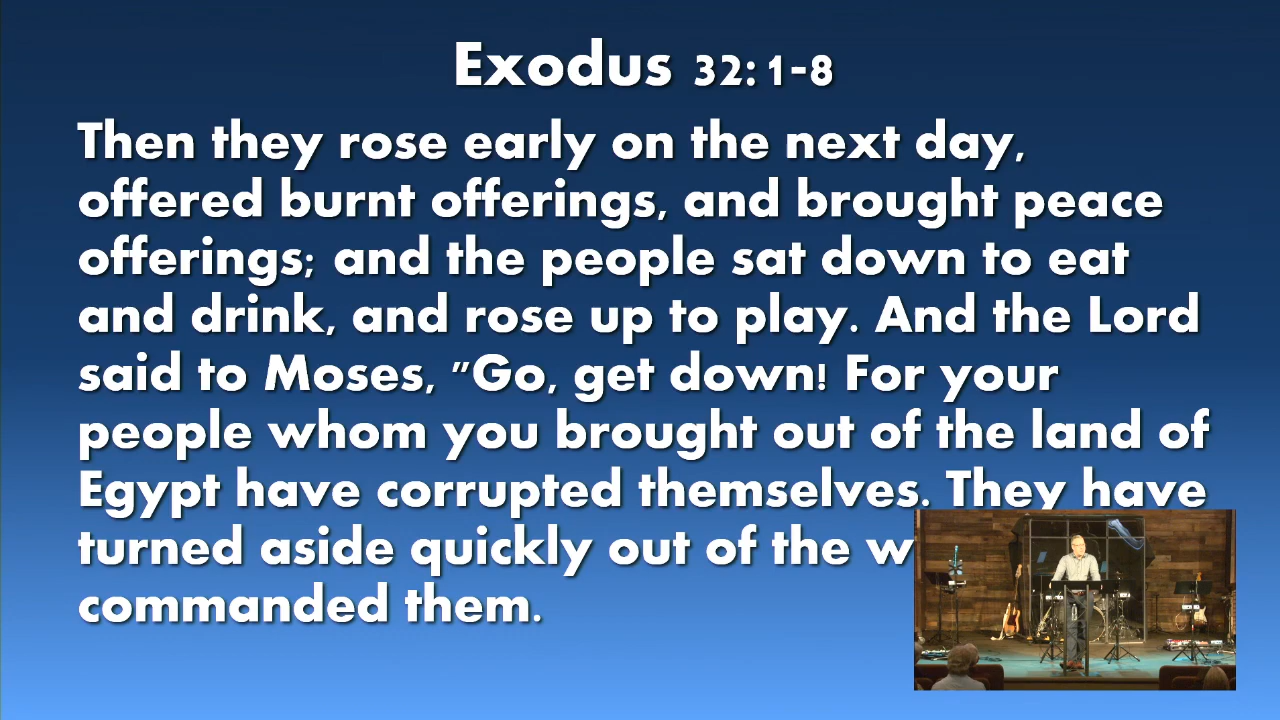 Exodus 32:1-8
Then they rose early on the next day,
offered burnt offerings, and brought peace
offerings; and the people sat down to eat
and drink, and rose up to play. And the Lord
said to Moses, "Go, get down! For your
people whom you brought out of the land of
Egypt have corrupted themselves. They have
turned aside quickly out of the
commanded them.